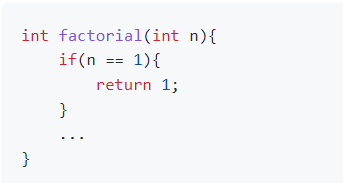 int factorial(int n){
    if(n == 1){
        return 1;
    }
    ...
}